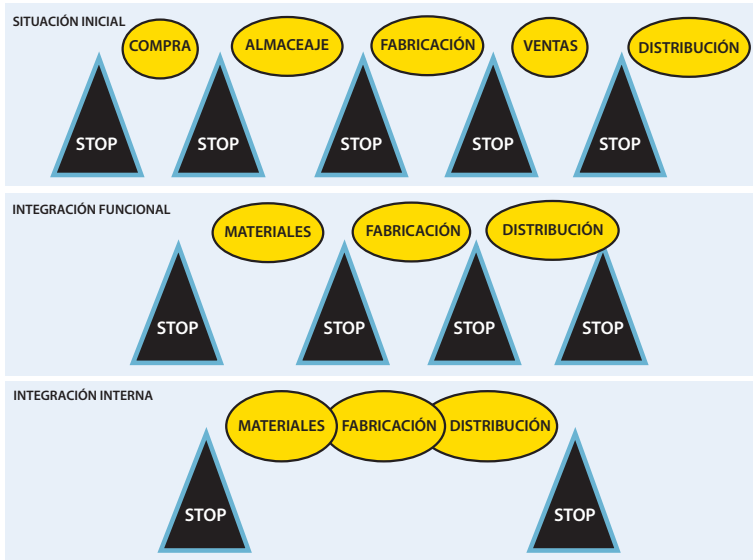 SITUACIÓN INICIAL
COMPRA
ALMACEAJE
FABRICACIÓN
VENTAS
DISTRIBUCIÓN
STOP
STOP
STOP
STOP
STOP
INTEGRACIÓN FUNCIONAL
MATERIALES
FABRICACIÓN
DISTRIBUCIÓN
STOP
STOP
STOP
STOP
INTEGRACIÓN INTERNA
MATERIALES
FABRICACIÓN
DISTRIBUCIÓN
STOP
STOP